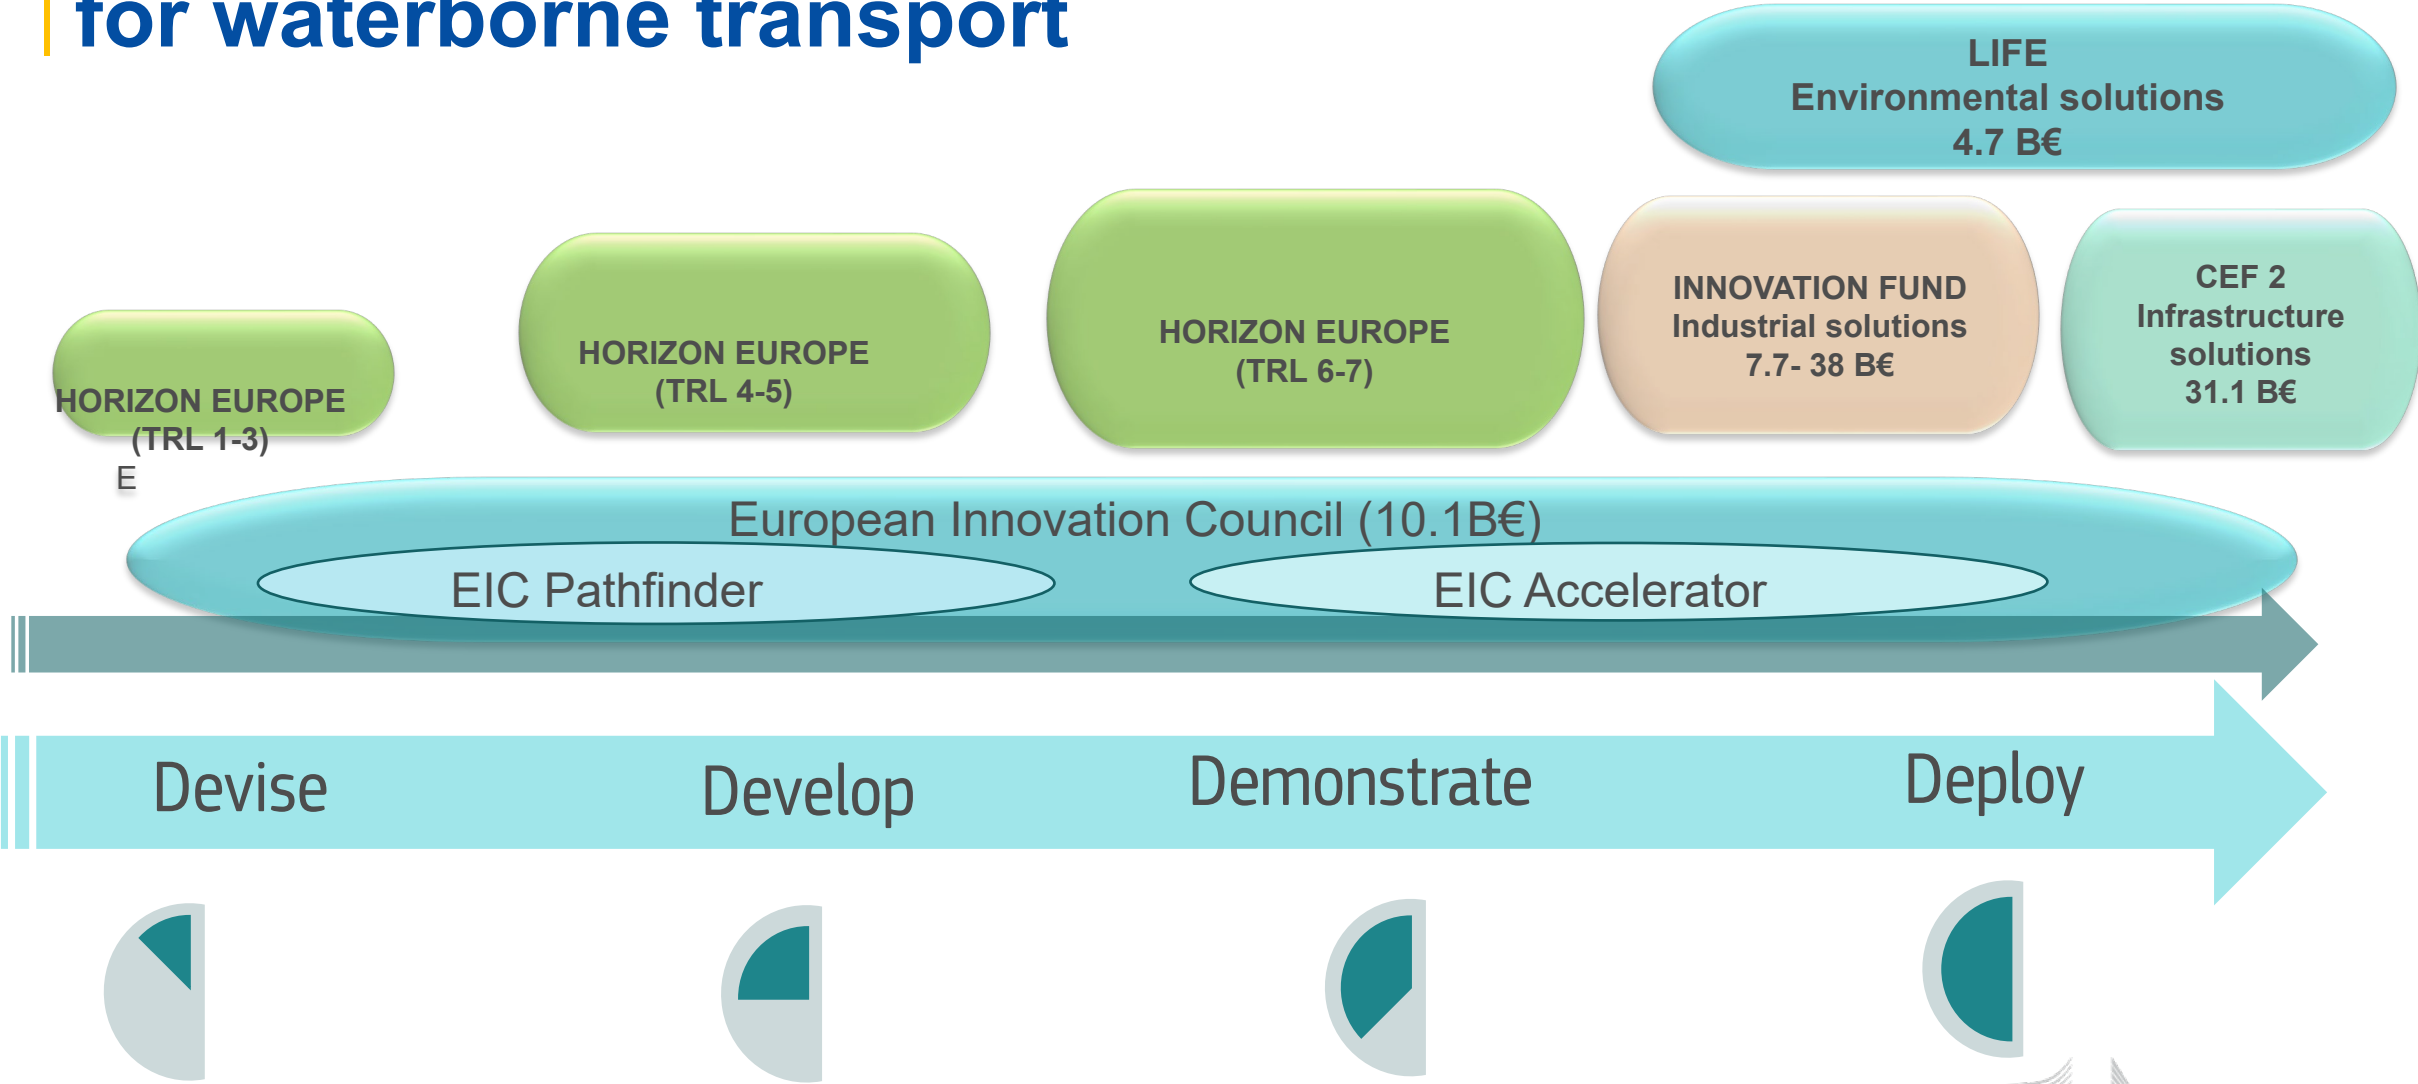 for waterborne transport
LIFE
Environmental solutions
4.7 B€
HORIZON EUROPE
(TRL 1-3)
E
HORIZON EUROPE
(TRL 4-5)
HORIZON EUROPE
(TRL 6-7)
INNOVATION FUND
Industrial solutions
7.7- 38 B€
CEF 2
Infrastructure
solutions
31.1 B€
European Innovation Council (10.1B€)
EIC Pathfinder
EIC Accelerator
Devise
Develop
Demonstrate
Deploy